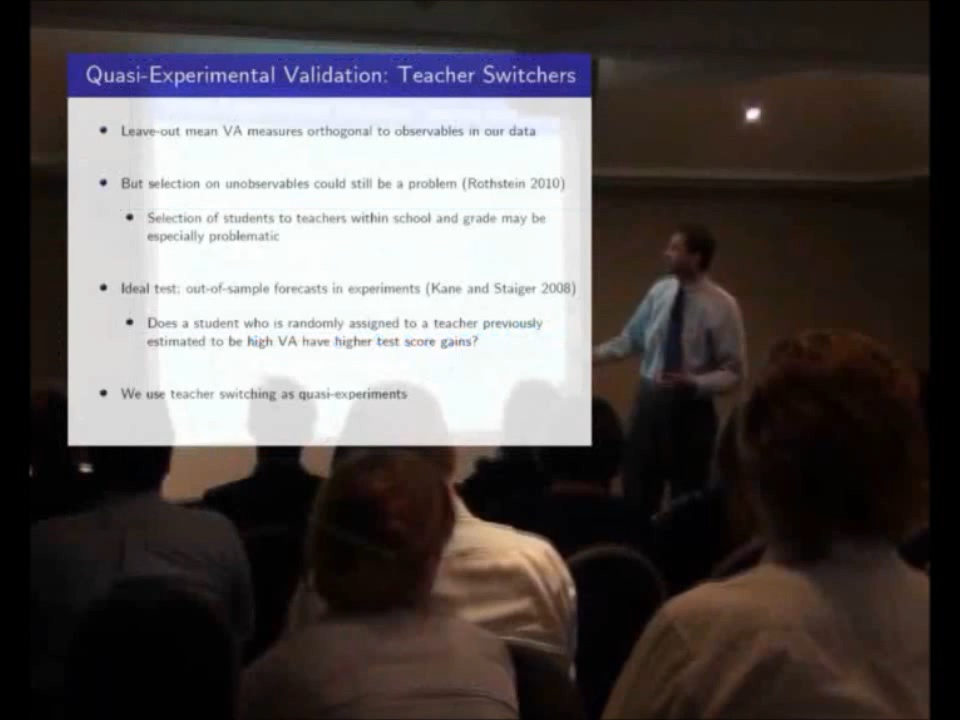 Quasi-Experimental Validation: Teacher Switchers
• Leave-out mean VA measures orthogonal to observables in our data
• But selection on unobservables could still be a problem (Rothstein 2010)
• Selection of students to teachers within school and grade may be
especially problematic
• Ideal test: out-of-sample forecasts in experiments (Kane and Staiger 2008)
• Does a student who is randomly assigned to a teacher previously
estimated to be high VA have higher test score gains?
• We use teacher switching as quasi-experiments